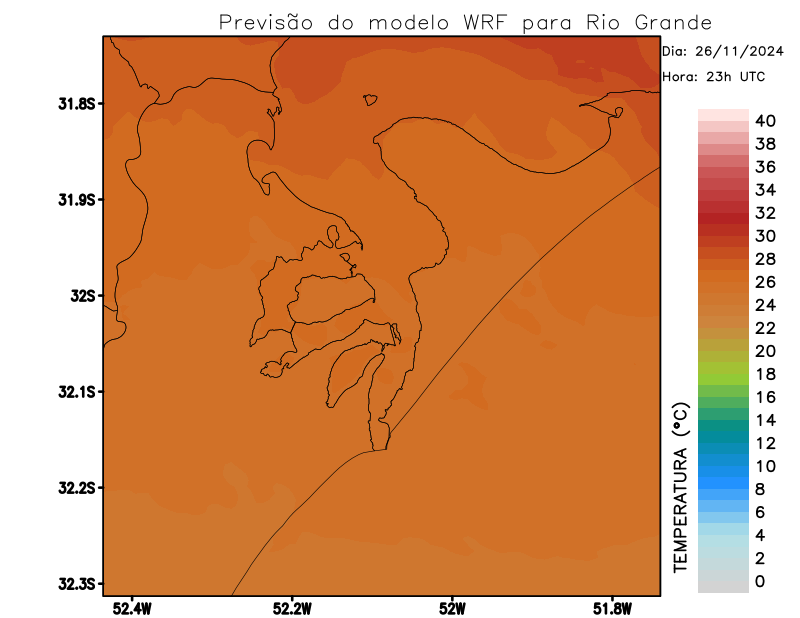 Previsão do modelo WRF para Rio Grande
Dia: 26/11/2024
Hora: 23h UTC
31.8S
31.9S
32S
32.1S
32.2S
32.3S
52.4W
52.2W
52W
51.8W
TEMPERATURA (°C)
40
38
36
34
32
30
28
26
24
22
20
18
16
14
12
10
8
6
4
2
0